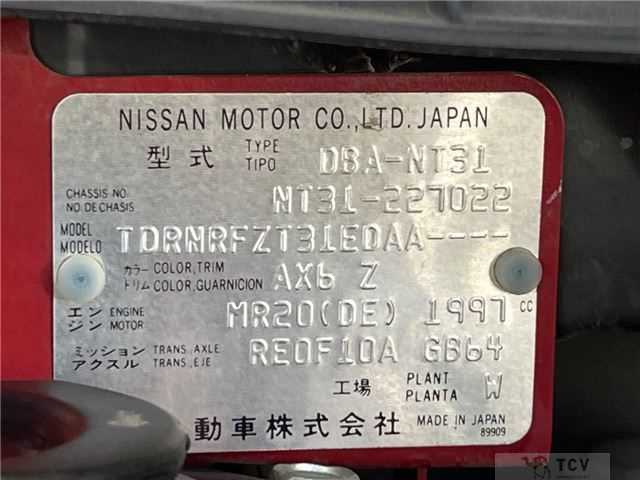 NISSAN MOTOR CO.,LTD. JAPAN
型式 TYPE TIPO DBA-NT31
CHASSIS NO. NO. DE CHASIS NT31-227022
MODEL MODELO TDRNRFZT31EDAA----
カラー COLOR,TRIM トリム COLOR,GUARNICION AX6 Z
エンジン ENGINE MOTOR MR20(DE) 1997 CC
ミッション TRANS.AXLE アクスル TRANS,EJE RE0F10A GB64
工場 PLANT PLANTA W
動車株式会社 MADE IN JAPAN
89909
TCV